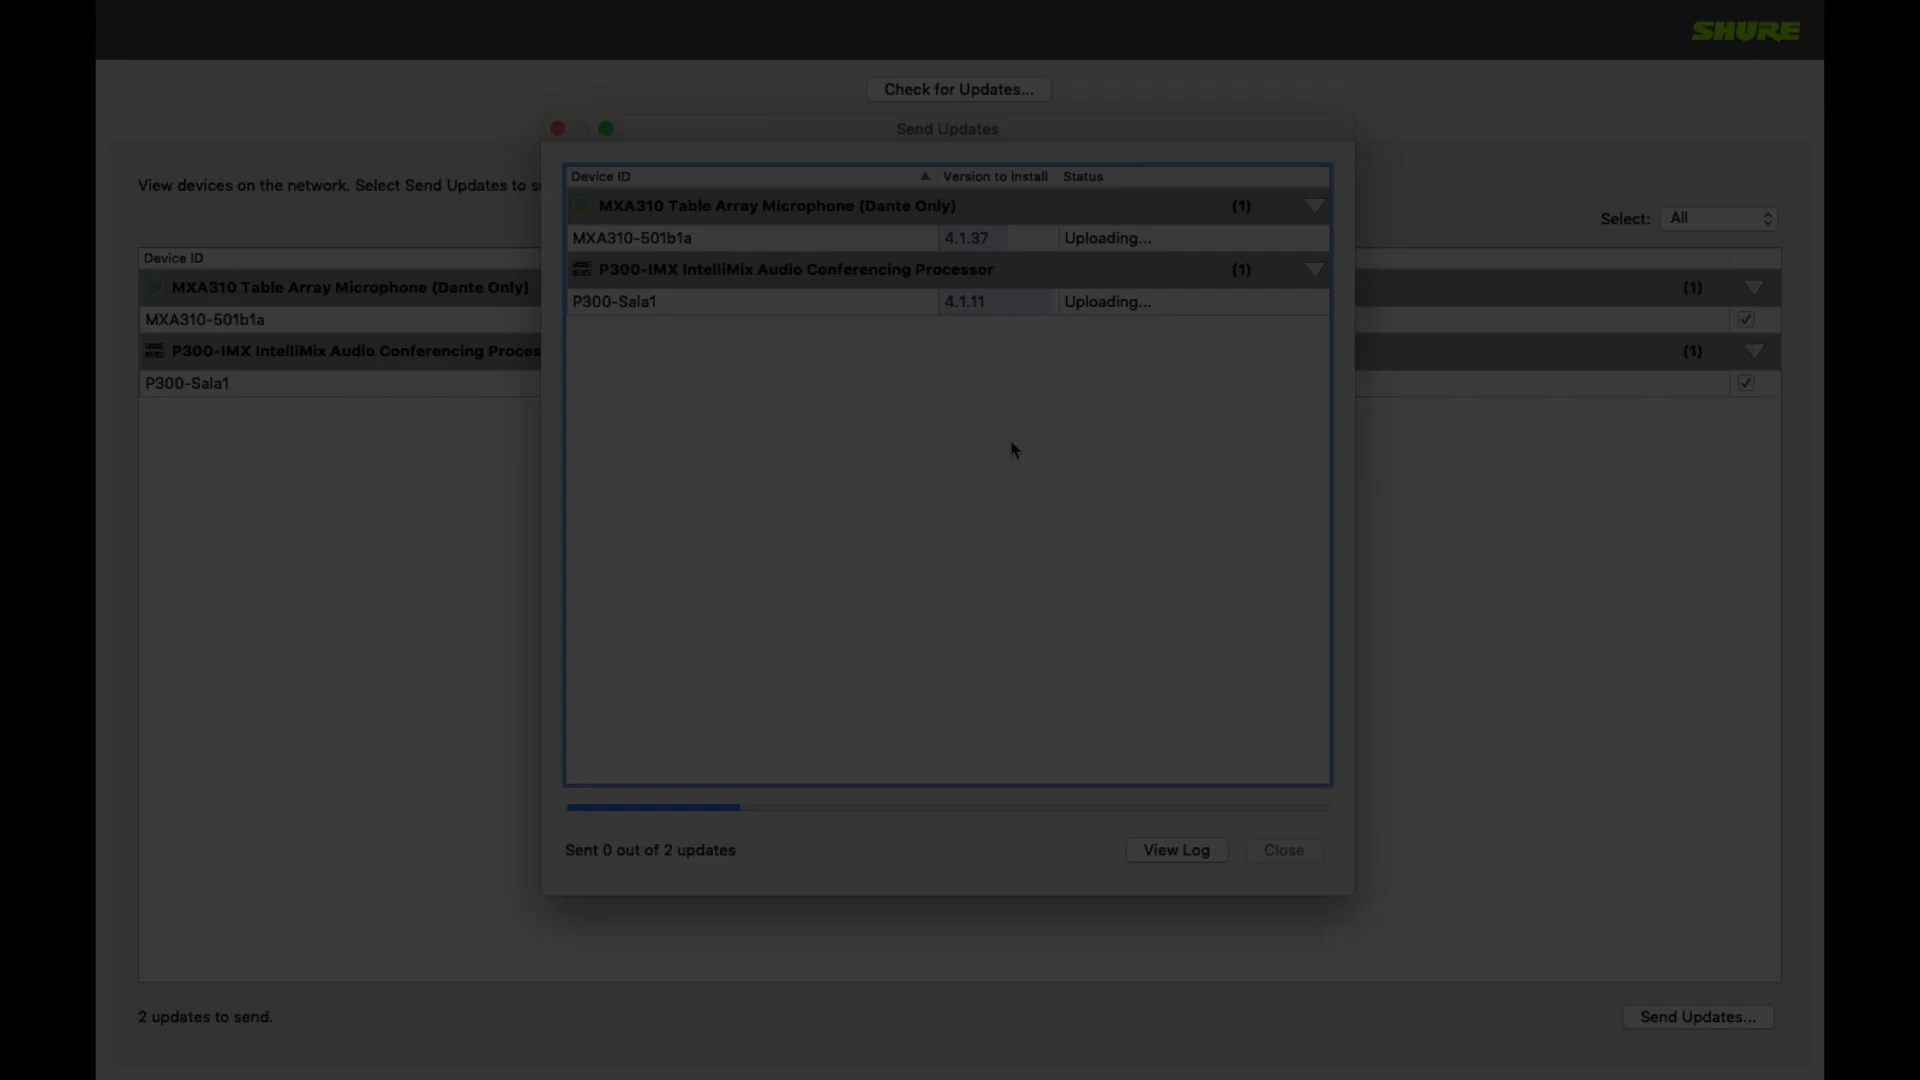 SHURE
Check for Updates...
Send Updates
View devices on the network. Select Send Updates to s
Select: All
Device ID
MXA310 Table Array Microphone (Dante Only) (1)
MXA310-501b1a
P300-IMX IntelliMix Audio Conferencing Proces (1)
P300-Sala1
Device ID Version to install Status
MXA310 Table Array Microphone (Dante Only) (1)
MXA310-501b1a 4.1.37 Uploading...
P300-IMX IntelliMix Audio Conferencing Processor (1)
P300-Sala1 4.1.11 Uploading...
Sent 0 out of 2 updates
View Log Close
2 updates to send.
Send Updates...